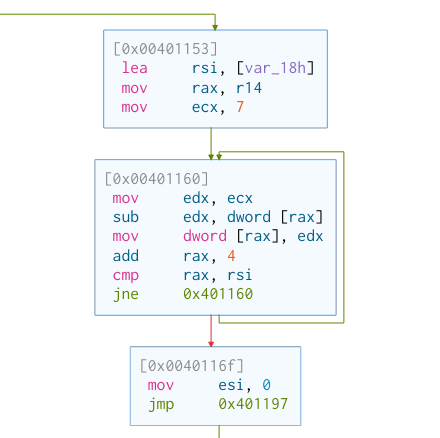 [0x00401153]
lea rsi, [var_18h]
mov rax, r14
mov ecx, 7
[0x00401160]
mov edx, ecx
sub edx, dword [rax]
mov dword [rax], edx
add rax, 4
cmp rax, rsi
jne 0x401160
[0x0040116f]
mov esi, 0
jmp 0x401197